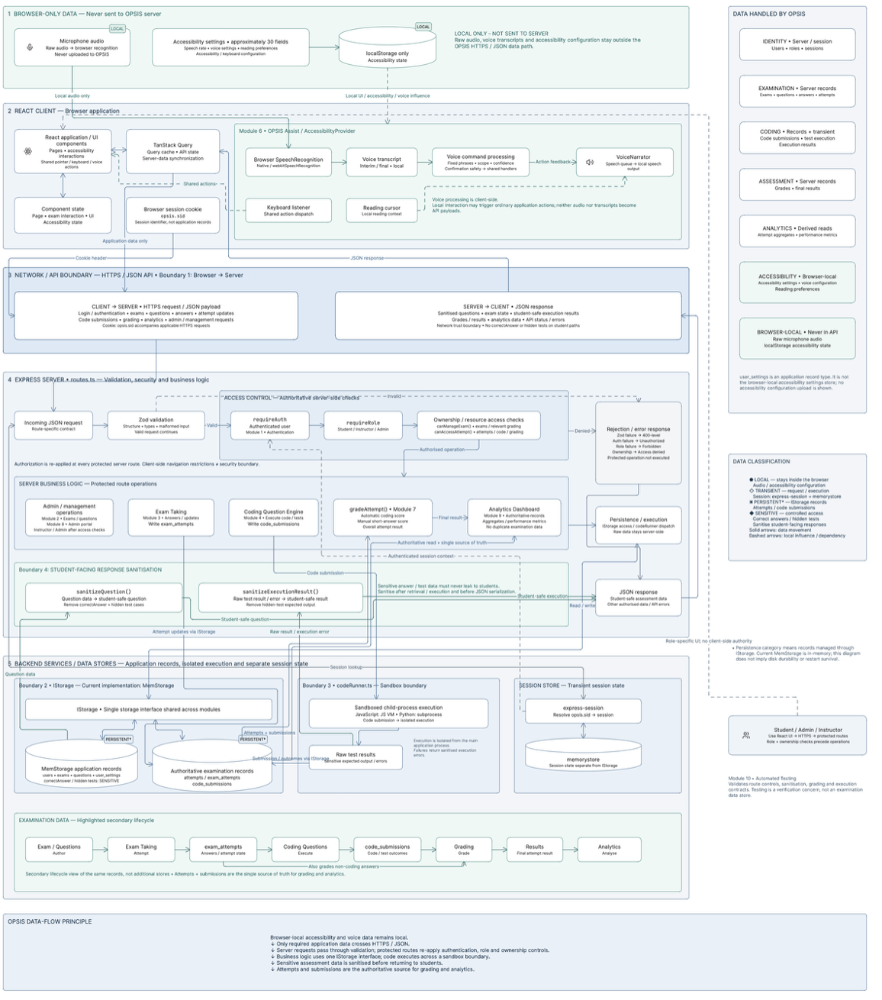 1 BROWSER-ONLY DATA — Never sent to OPSIS server
LOCAL
Microphone audio
Raw audio → browser recognition
Never uploaded to OPSIS
Accessibility settings • approximately 30 fields
Speech rate • voice settings • reading preferences
Accessibility / keyboard configuration
LOCAL
localStorage only
Accessibility state
LOCAL ONLY - NOT SENT TO SERVER
Raw audio, voice transcripts and accessibility configuration stay outside the
OPSIS HTTPS / JSON data path.
Local audio only
Local UI / accessibility / voice influence
2 REACT CLIENT — Browser application
React application / UI
components
Pages • accessibility
interactions
Shared pointer / keyboard / voice
actions
TanStack Query
Query cache • API state
Server-data synchronization
Module 6 • OPSIS Assist / AccessibilityProvider
Browser SpeechRecognition
Native / webkitSpeechRecognition
Voice transcript
Interim / final • local
Voice command processing
Fixed phrases • scope • confidence
Confirmation safety → shared handlers
Action feedback
VoiceNarrator
Speech queue → local speech
output
Shared actions
Component state
Page • exam interaction • UI
Accessibility state
Browser session cookie
opsis.sid
Session identifier, not application records
Keyboard listener
Shared action dispatch
Reading cursor
Local reading context
Voice processing is client-side.
Local interaction may trigger ordinary application actions; neither audio nor transcripts become
API payloads.
Application data only
Cookie header
JSON response
3 NETWORK / API BOUNDARY — HTTPS / JSON API • Boundary 1: Browser → Server
CLIENT → SERVER • HTTPS request / JSON payload
Login / authentication • exams • questions • answers • attempt updates
Code submissions • grading • analytics • admin / management requests
Cookie: opsis.sid accompanies applicable HTTPS requests
SERVER → CLIENT • JSON response
Sanitised questions • exam state • student-safe execution results
Grades / results • analytics data • API status / errors
Network trust boundary • No correctAnswer or hidden tests on student paths
4 EXPRESS SERVER • routes.ts — Validation, security and business logic
ACCESS CONTROL — Authoritative server-side checks
Invalid
Incoming JSON request
Route-specific contract
Zod validation
Structure • types • malformed input
Valid request continues
Valid
requireAuth
Authenticated user
Module 1 • Authentication
requireRole
Student / Instructor / Admin
Ownership / resource access checks
canManageExam() • exams / relevant grading
canAccessAttempt() • attempts / code / grading
Denied
Rejection / error response
Zod failure → 400-level
Auth failure → Unauthorized
Role failure → Forbidden
Ownership → Access denied
Protected operation not executed
Authorised operation
Authorization is re-applied at every protected server route. Client-side navigation restrictions ≠ security boundary.
SERVER BUSINESS LOGIC — Protected route operations
Admin / management
operations
Module 2 • Exams / questions
Module 8 • Admin portal
Instructor / Admin after access checks
Exam Taking
Module 3 • Answers / updates
Write exam_attempts
Coding Question Engine
Module 4 • Execute code / tests
Write code_submissions
gradeAttempt() • Module 7
Automatic coding score
Manual short-answer score
Overall attempt result
Final result
Analytics Dashboard
Module 9 • Authoritative records
Aggregates / performance metrics
No duplicate examination data
Persistence / execution
IStorage access / codeRunner dispatch
Raw data stays server-side
Authoritative read • single source of truth
Authenticated session context
Boundary 4: STUDENT-FACING RESPONSE SANITISATION
Code submission
sanitizeQuestion()
Question data → student-safe question
Remove correctAnswer + hidden test cases
sanitizeExecutionResult()
Raw test result / error → student-safe result
Remove hidden-test expected output
Sensitive answer / test data must never leak to students.
Sanitise after retrieval / execution and before JSON serialization.
Student-safe execution
JSON response
Student-safe assessment data
Other authorised data / API errors
Read / write
Student-safe question
Attempt updates via IStorage
Raw result / execution error
5 BACKEND SERVICES / DATA STORES — Application records, isolated execution and separate session state
Session lookup
Question data
Boundary 2 • IStorage — Current implementation: MemStorage
IStorage • Single storage interface shared across modules
Attempts + submissions
PERSISTENT*
MemStorage application records
users • exams • questions • user_settings
correctAnswer / hidden tests: SENSITIVE
PERSISTENT*
Authoritative examination records
attempts / exam_attempts
code_submissions
Submission / outcomes via IStorage
Boundary 3 • codeRunner.ts — Sandbox boundary
Sandboxed child-process execution
JavaScript: JS VM • Python: subprocess
Code submission → isolated execution
Raw test results
Sensitive expected output / errors
Execution is isolated from the main
application process.
Failures return sanitised execution
errors.
SESSION STORE — Transient session state
express-session
Resolve opsis.sid → session
memorystore
Session state separate from IStorage
EXAMINATION DATA — Highlighted secondary lifecycle
Exam / Questions
Author
Exam Taking
Attempt
exam_attempts
Answers / attempt state
Coding Questions
Execute
code_submissions
Code / test outcomes
Grading
Grade
Results
Final attempt result
Analytics
Analyse
Also grades non-coding answers
Secondary lifecycle view of the same records, not additional stores • Attempts + submissions are the single source of truth for grading and analytics.
OPSIS DATA-FLOW PRINCIPLE
Browser-local accessibility and voice data remains local.
↓ Only required application data crosses HTTPS / JSON.
↓ Server requests pass through validation; protected routes re-apply authentication, role and ownership controls.
↓ Business logic uses one IStorage interface; code executes across a sandbox boundary.
↓ Sensitive assessment data is sanitised before returning to students.
↓ Attempts and submissions are the authoritative source for grading and analytics.
DATA HANDLED BY OPSIS
IDENTITY • Server / session
Users • roles • sessions
EXAMINATION • Server records
Exams • questions • answers • attempts
CODING • Records + transient
Code submissions • test execution
Execution results
ASSESSMENT • Server records
Grades • final results
ANALYTICS • Derived reads
Attempt aggregates • performance metrics
ACCESSIBILITY • Browser-local
Accessibility settings • voice configuration
Reading preferences
BROWSER-LOCAL • Never in API
Raw microphone audio
localStorage accessibility state
user_settings is an application record type. It is not
the browser-local accessibility settings store; no
accessibility configuration upload is shown.
DATA CLASSIFICATION
● LOCAL — stays inside the browser
Audio / accessibility configuration
◇ TRANSIENT — request / execution
Session: express-session + memorystore
▣ PERSISTENT* — IStorage records
Attempts / code submissions
◆ SENSITIVE — controlled access
Correct answers / hidden tests
Sanitise student-facing responses
Solid arrows: data movement
Dashed arrows: local influence / dependency
Role-specific UI; no client-side authority
• Persistence category means records managed through
IStorage. Current MemStorage is in-memory; this diagram
does not imply disk durability or restart survival.
Student / Admin / Instructor
Use React UI → HTTPS → protected routes
Role + ownership checks precede operations
Module 10 • Automated Testing
Validates route controls, sanitisation, grading and execution
contracts. Testing is a verification concern, not an examination
data store.